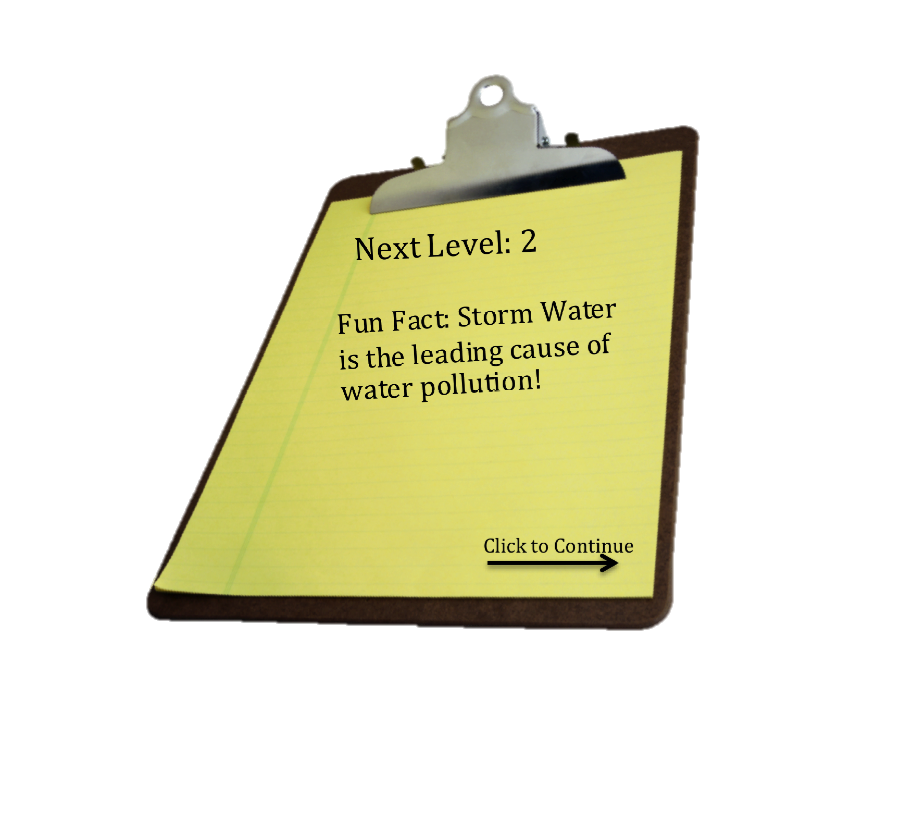 Next Level: 2
Fun Fact: Storm Water
is the leading cause of
water pollution!
Click to Continue